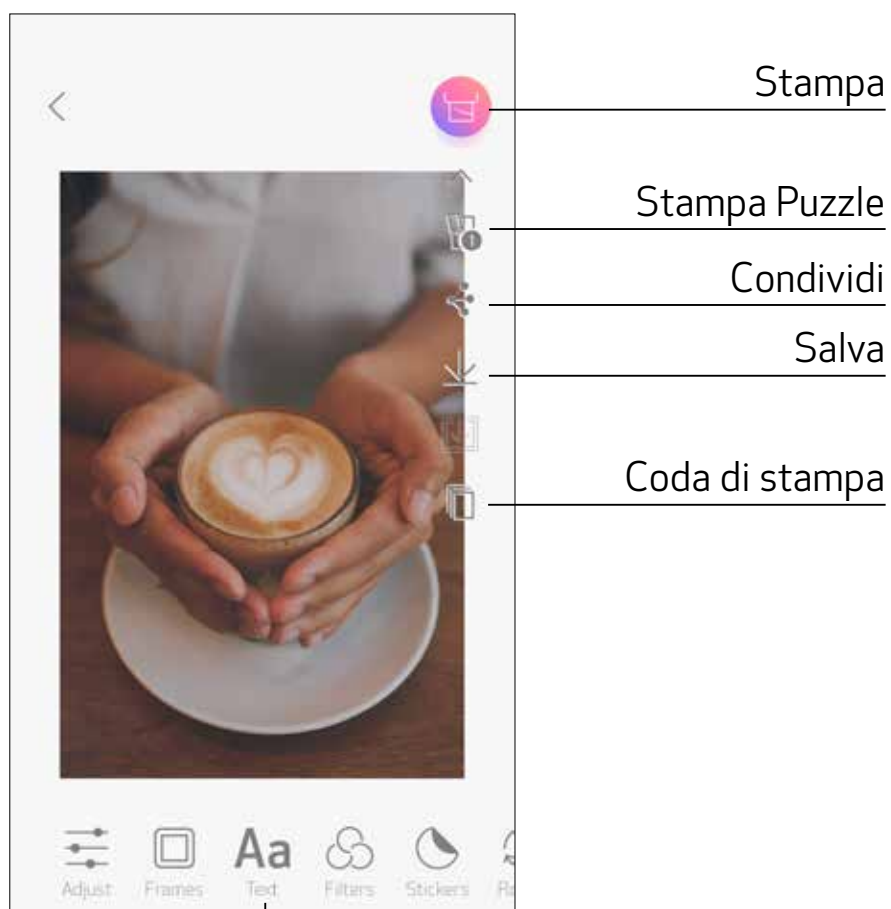 Stampa
Stampa Puzzle
Condividi
Salva
Coda di stampa
Aa
Adjust Frames Text Filters Stickers